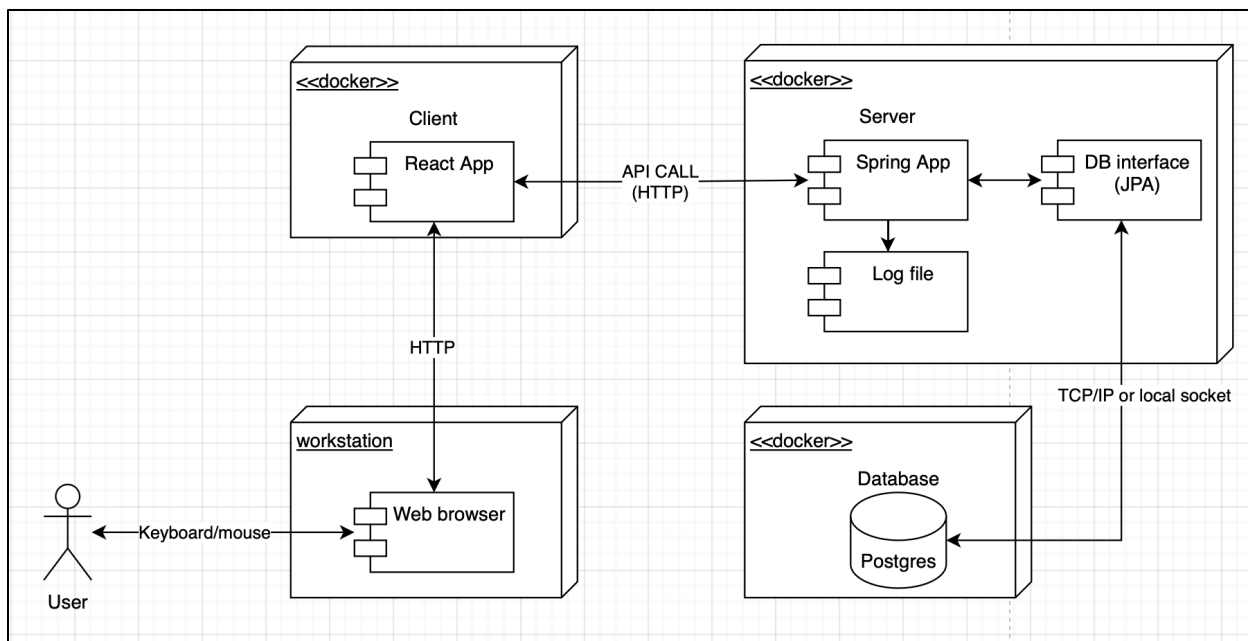 <<docker>>
Client
React App
API CALL
(HTTP)
<<docker>>
Server
Spring App
DB interface
(JPA)
Log file
HTTP
TCP/IP or local socket
workstation
Web browser
Keyboard/mouse
User
<<docker>>
Database
Postgres